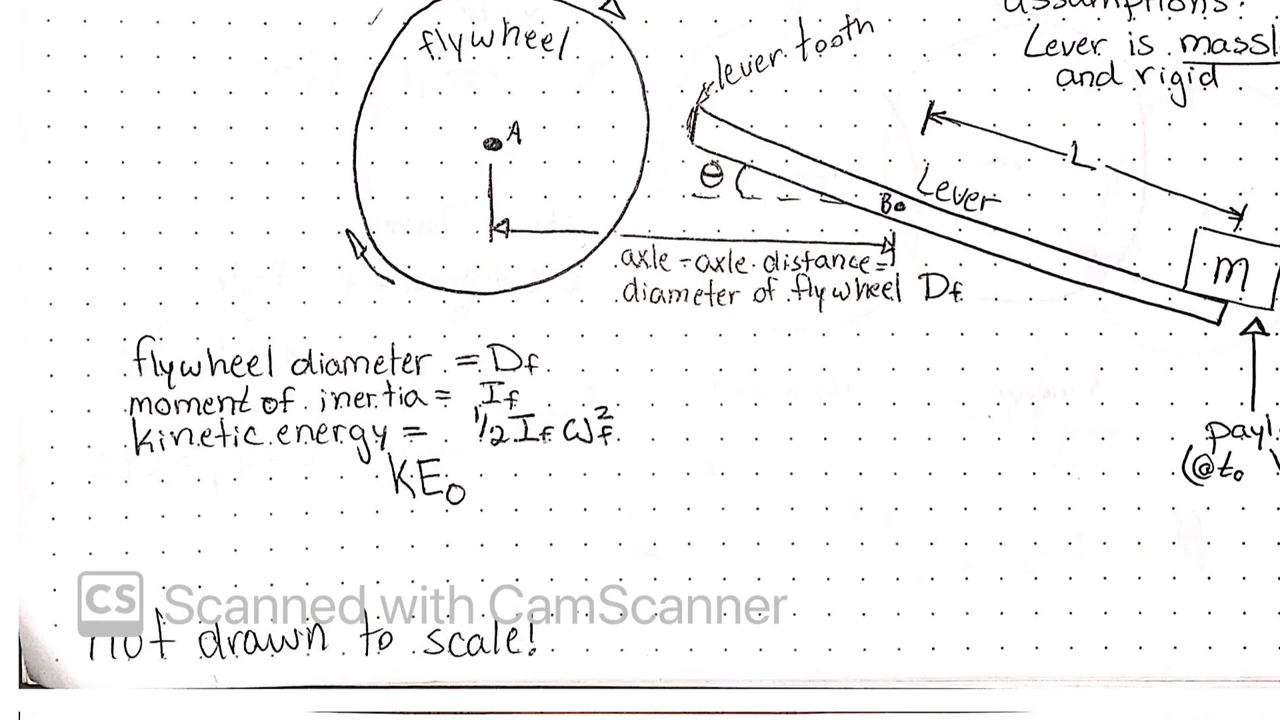 assumptions:
flywheel
lever tooth
Lever is massl
and rigid
A
L
θ
Lever
B
m
axle-axle distance =
diameter of flywheel Df
flywheel diameter = Df
moment of inertia = If
kinetic energy = 1/2 If ωf²
KE₀
payl
(@t₀
CS Scanned with CamScanner
not drawn to scale!